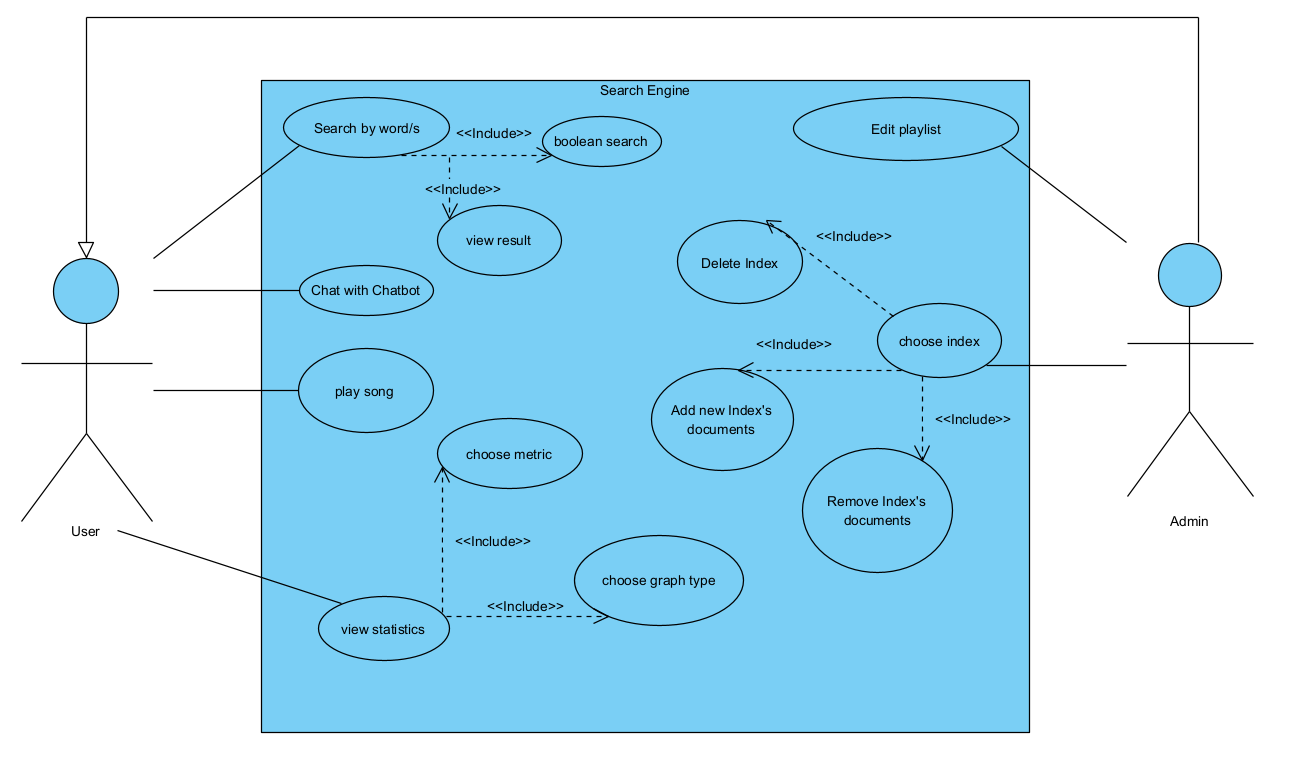 Search Engine
Search by word/s
<<Include>>
boolean search
Edit playlist
<<Include>>
view result
<<Include>>
Delete Index
Chat with Chatbot
choose index
<<Include>>
play song
Add new Index's
documents
<<Include>>
choose metric
Remove Index's
documents
User
Admin
<<Include>>
choose graph type
<<Include>>
view statistics